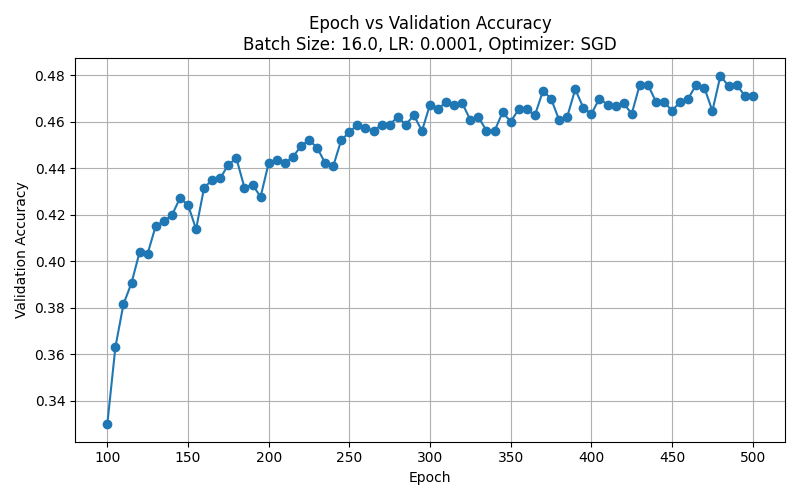 Epoch vs Validation Accuracy
Batch Size: 16.0, LR: 0.0001, Optimizer: SGD
Validation Accuracy
0.48
0.46
0.44
0.42
0.40
0.38
0.36
0.34
100 150 200 250 300 350 400 450 500
Epoch